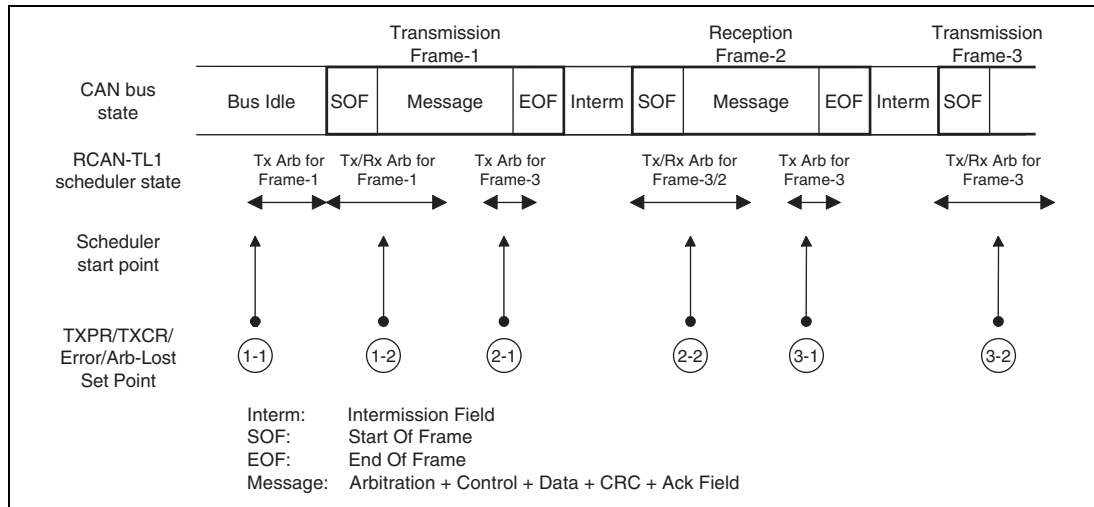 Transmission
Frame-1
Reception
Frame-2
Transmission
Frame-3
CAN bus
state
Bus Idle
SOF
Message
EOF
Interm
SOF
Message
EOF
Interm
SOF
RCAN-TL1
scheduler state
Tx Arb for
Frame-1
Tx/Rx Arb for
Frame-1
Tx Arb for
Frame-3
Tx/Rx Arb for
Frame-3/2
Tx Arb for
Frame-3
Tx/Rx Arb for
Frame-3
Scheduler
start point
TXPR/TXCR/
Error/Arb-Lost
Set Point
1-1
1-2
2-1
2-2
3-1
3-2
Interm: Intermission Field
SOF: Start Of Frame
EOF: End Of Frame
Message: Arbitration + Control + Data + CRC + Ack Field